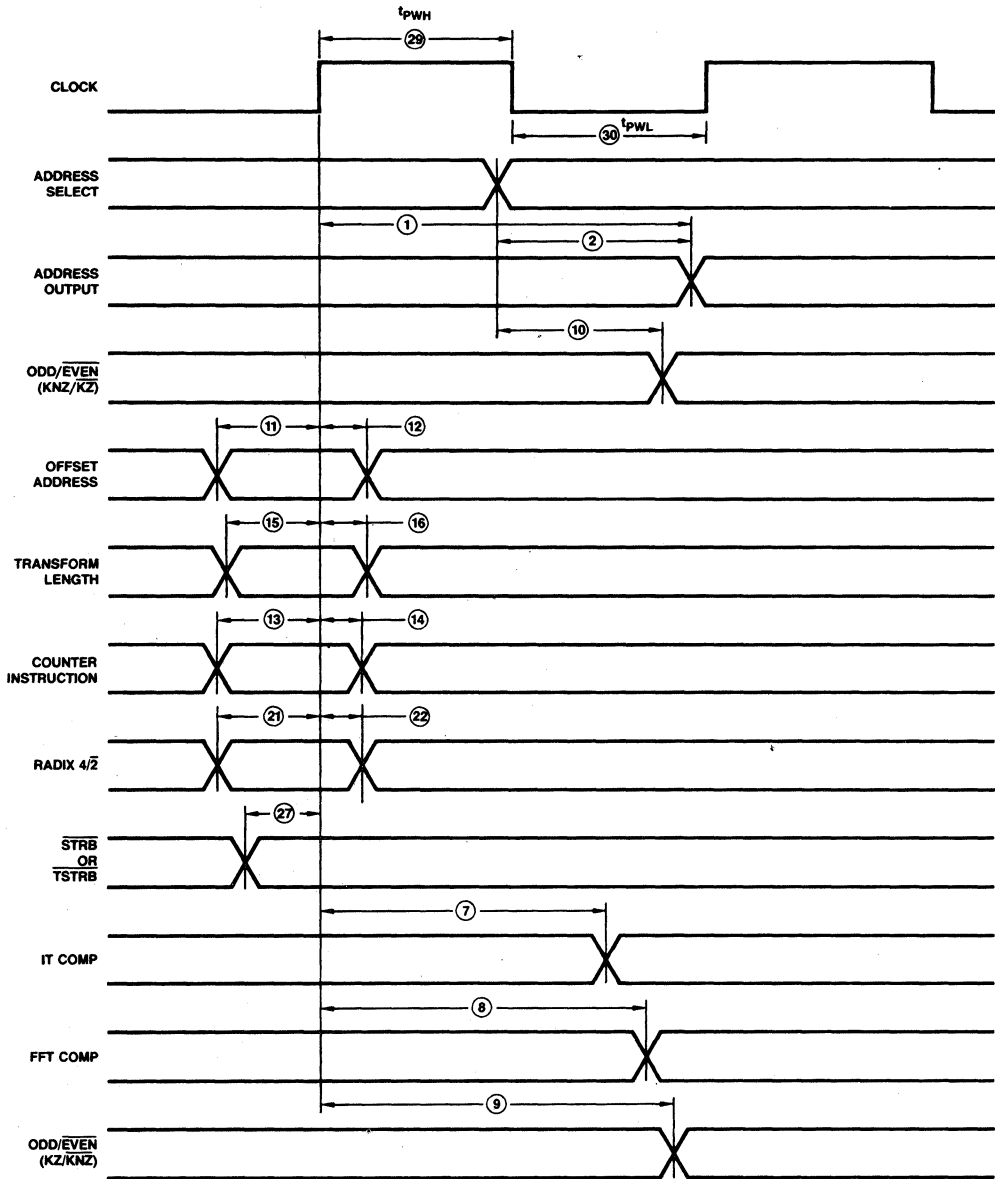 tPWH
29
CLOCK
tPWL
30
ADDRESS
SELECT
1
2
ADDRESS
OUTPUT
10
ODD/EVEN
(KNZ/KZ)
11 12
OFFSET
ADDRESS
15 16
TRANSFORM
LENGTH
13 14
COUNTER
INSTRUCTION
21 22
RADIX 4/2
27
STRB
OR
TSTRB
7
IT COMP
8
FFT COMP
9
ODD/EVEN
(KZ/KNZ)